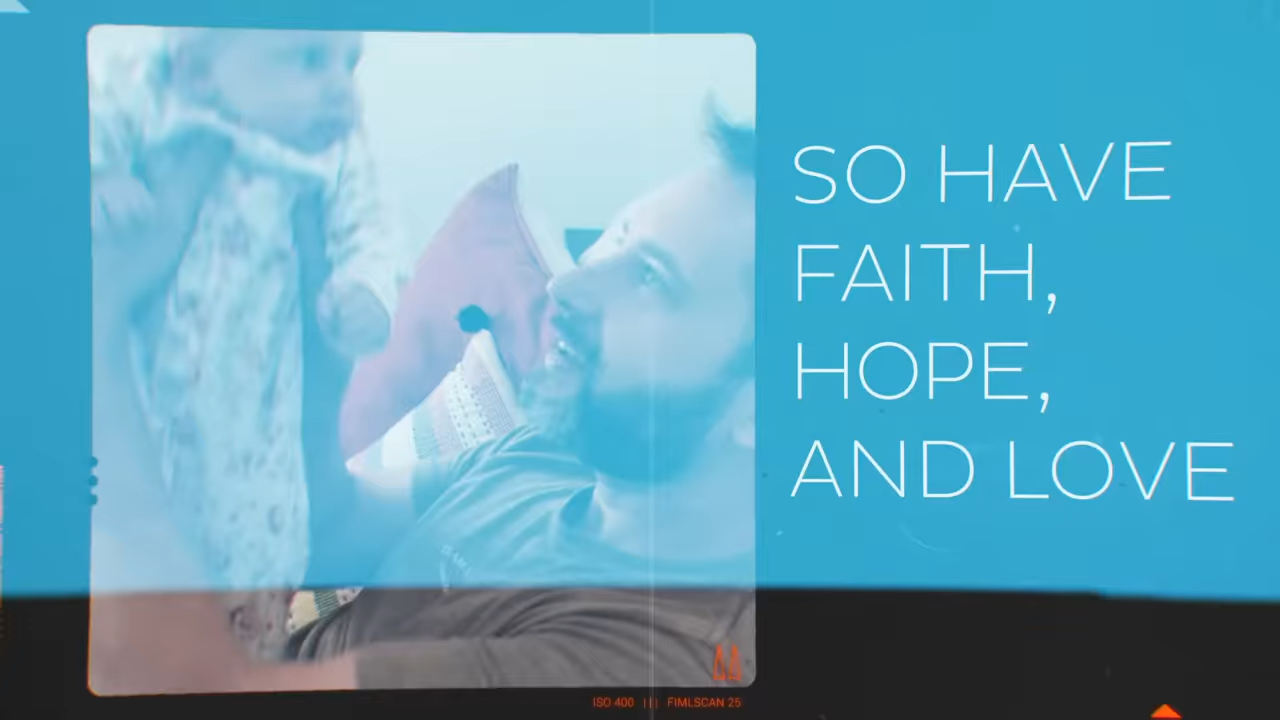 SO HAVE
FAITH,
HOPE,
AND LOVE
ISO 400 ||| FIMLSCAN 25